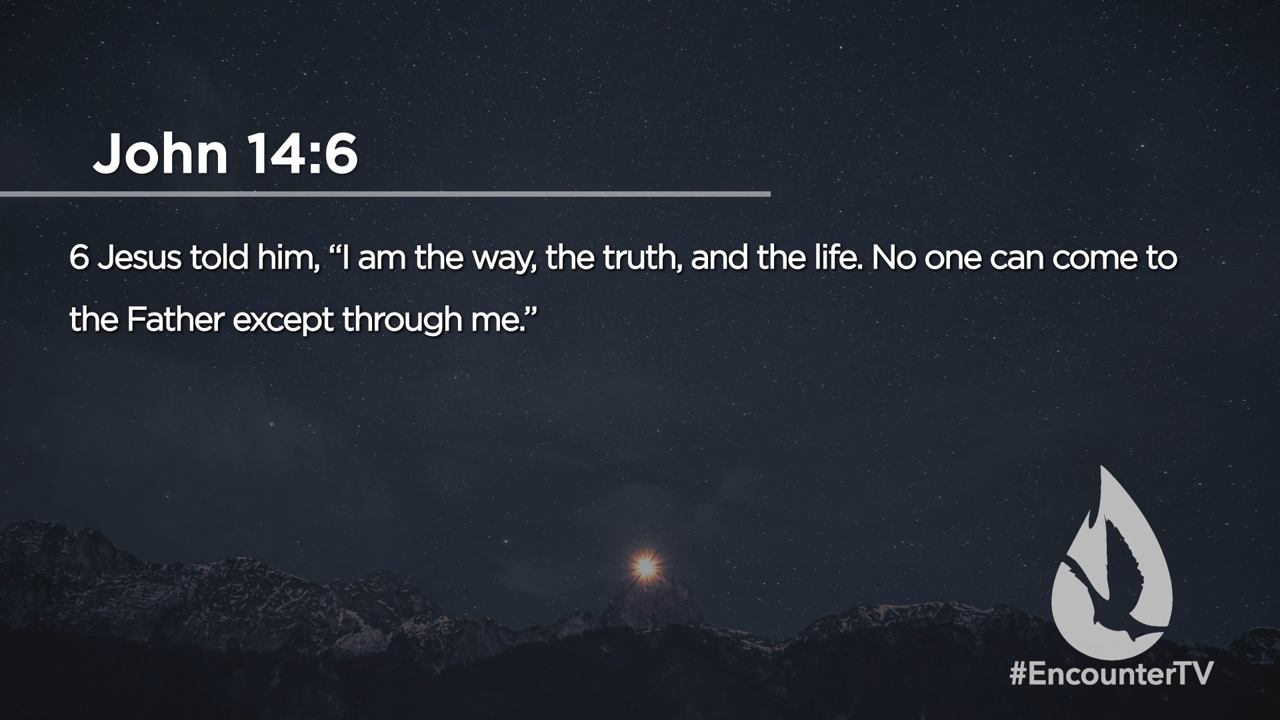 John 14:6
6 Jesus told him, “I am the way, the truth, and the life. No one can come to
the Father except through me.”
#EncounterTV